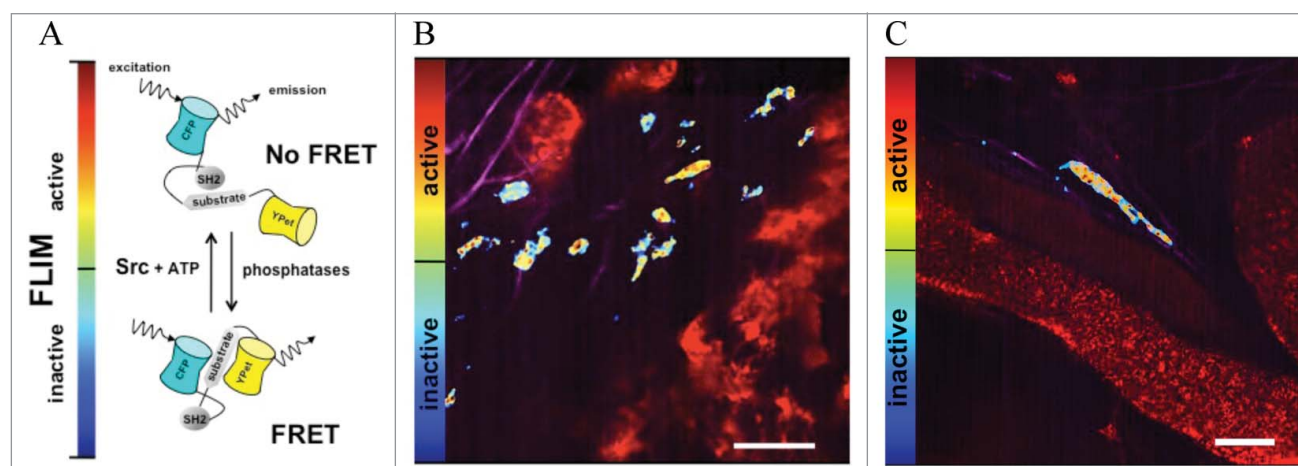 A
B
C
excitation
emission
CFP
No FRET
SH2
substrate
YPet
FLIM
active
inactive
Src + ATP
phosphatases
CFP
substrate
YPet
SH2
FRET
active
inactive
active
inactive